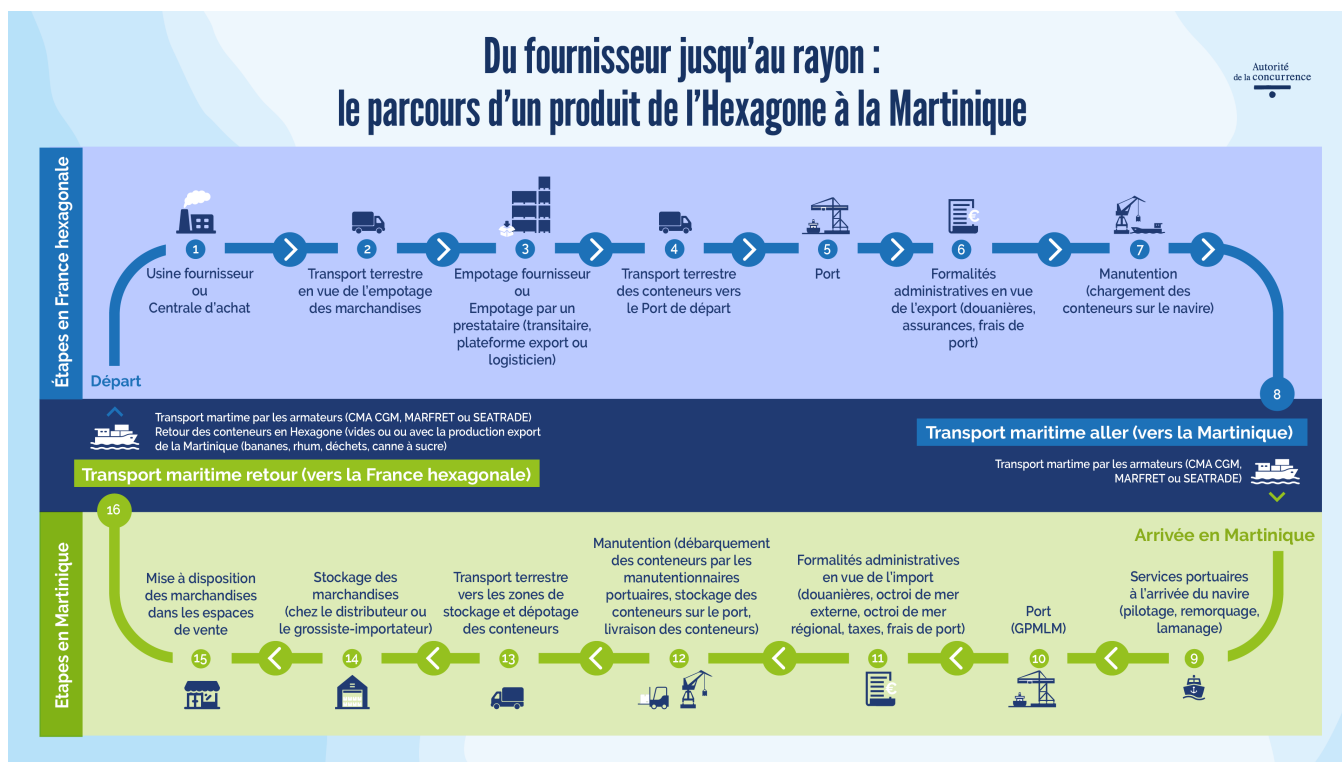 Du fournisseur jusqu'au rayon :
le parcours d'un produit de l'Hexagone à la Martinique
Autorité
de la concurrence
Étapes en France hexagonale
Départ
1
Usine fournisseur
ou
Centrale d'achat
2
Transport terrestre
en vue de l'empotage
des marchandises
3
Empotage fournisseur
ou
Empotage par un
prestataire (transitaire,
plateforme export ou
logisticien)
4
Transport terrestre
des conteneurs vers
le Port de départ
5
Port
6
Formalités
administratives en vue
de l'export (douanières,
assurances, frais de
port)
7
Manutention
(chargement des
conteneurs sur le navire)
8
Transport maritime aller (vers la Martinique)
Transport martime par les armateurs (CMA CGM,
MARFRET ou SEATRADE)
Transport martime par les armateurs (CMA CGM, MARFRET ou SEATRADE)
Retour des conteneurs en Hexagone (vides ou ou avec la production export
de la Martinique (bananes, rhum, déchets, canne à sucre)
Transport maritime retour (vers la France hexagonale)
16
Etapes en Martinique
Arrivée en Martinique
Services portuaires
à l'arrivée du navire
(pilotage, remorquage,
lamanage)
9
Port
(GPMLM)
10
Formalités administratives
en vue de l'import
(douanières, octroi de mer
externe, octroi de mer
régional, taxes, frais de port)
11
Manutention (débarquement
des conteneurs par les
manutentionnaires
portuaires, stockage des
conteneurs sur le port,
livraison des conteneurs)
12
Transport terrestre
vers les zones de
stockage et dépotage
des conteneurs
13
Stockage des
marchandises
(chez le distributeur ou
le grossiste-importateur)
14
Mise à disposition
des marchandises
dans les espaces
de vente
15